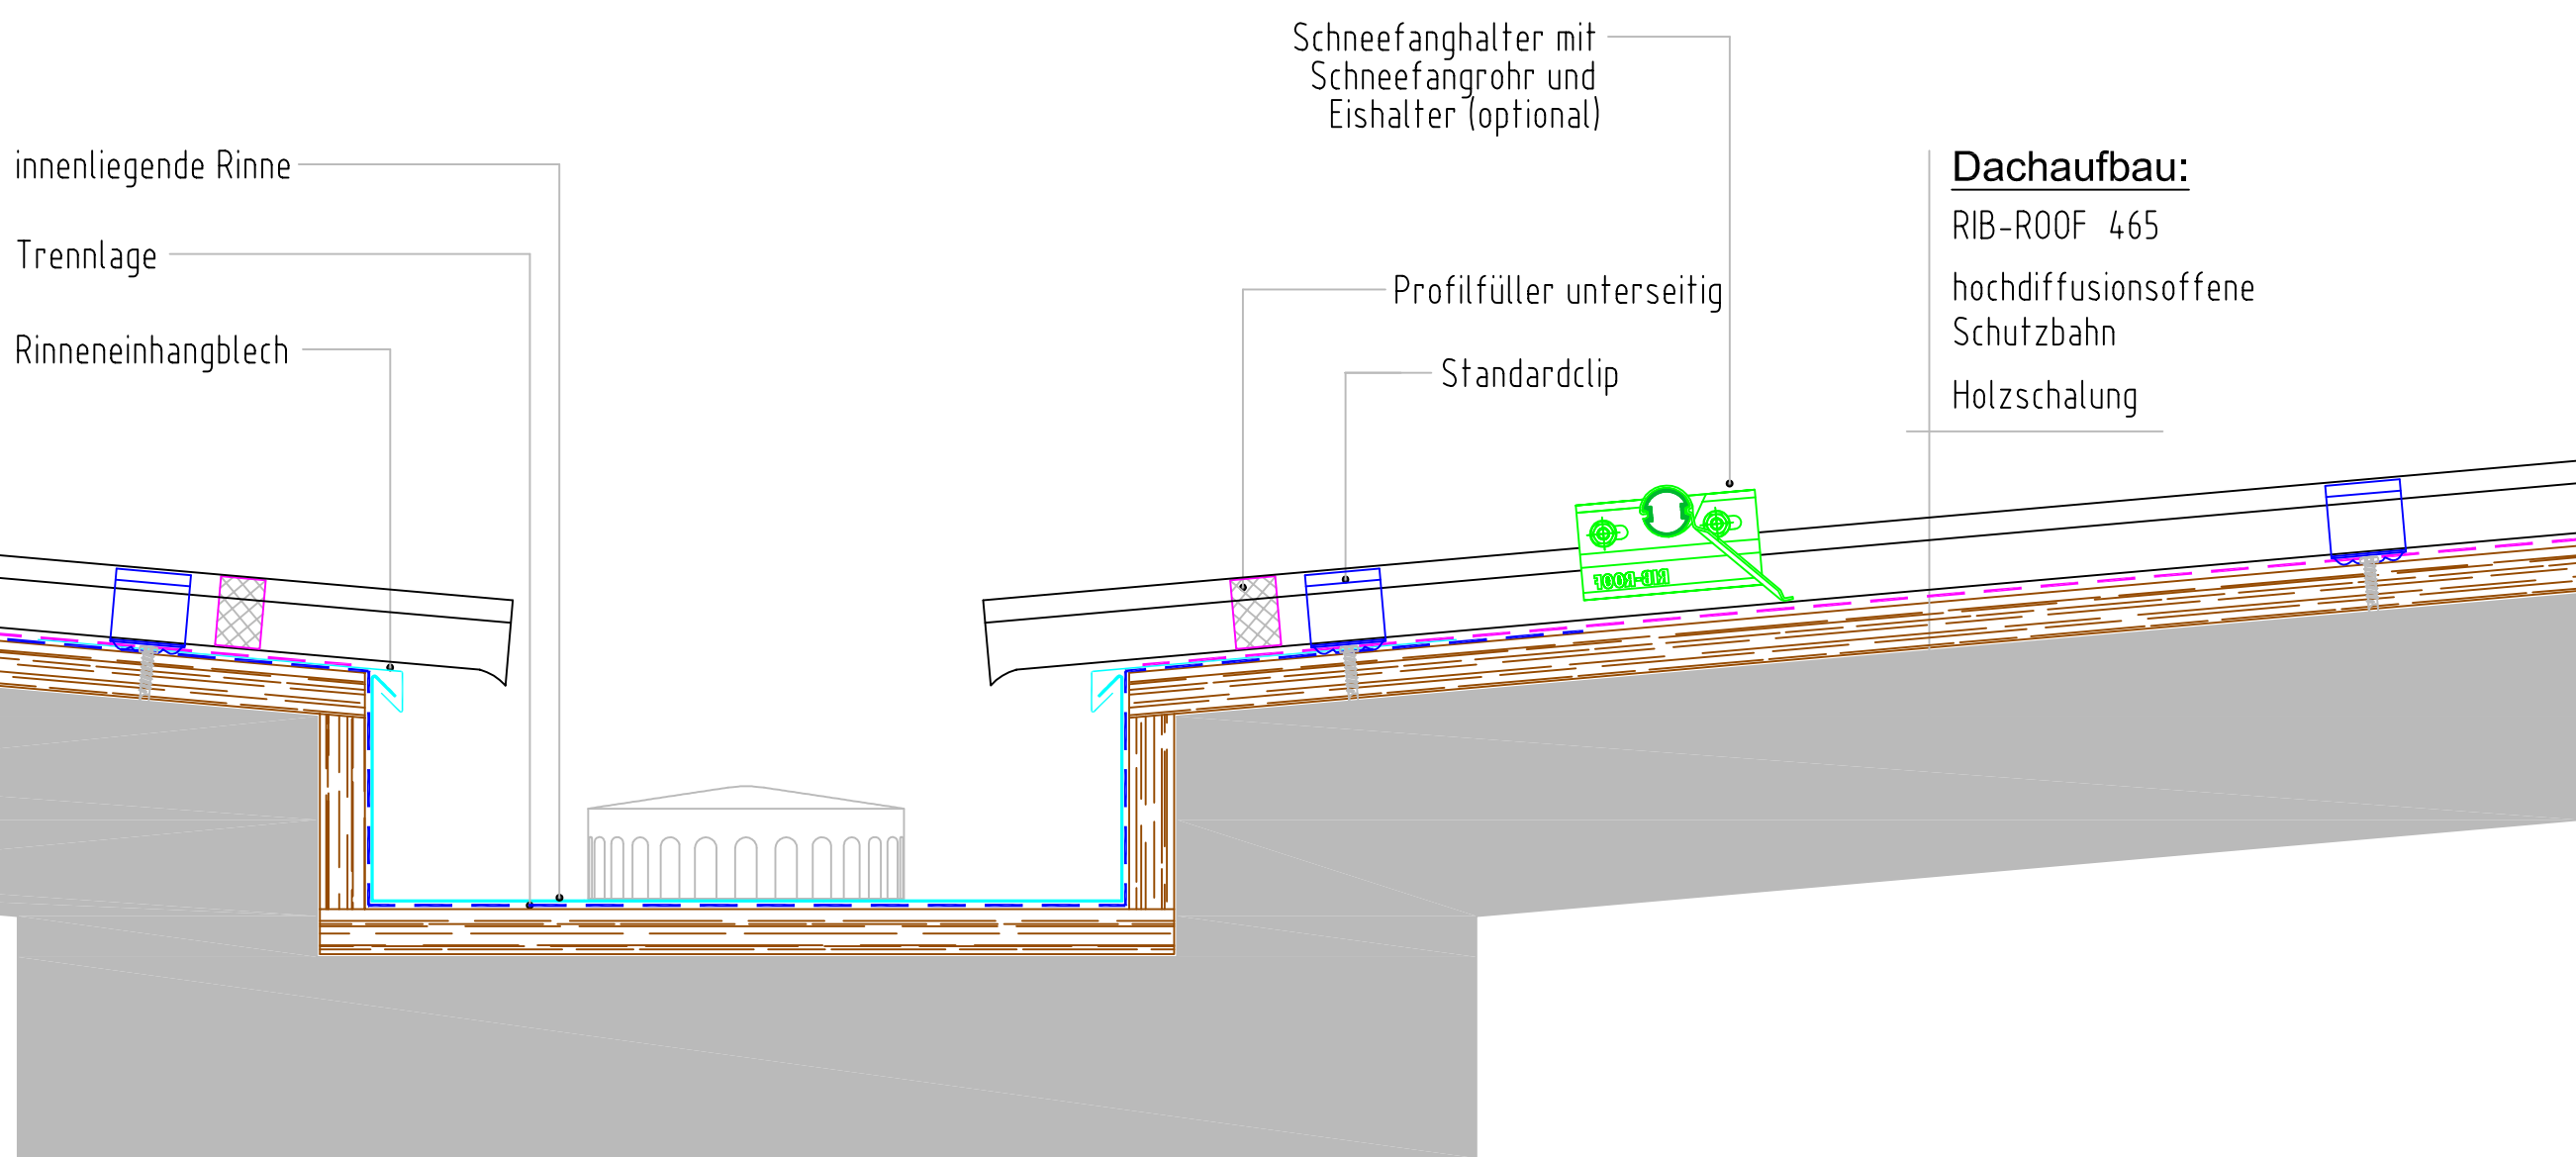 Schneefanghalter mit
Schneefangrohr und
Eishalter (optional)
innenliegende Rinne
Trennlage
Rinneneinhangblech
Profilfüller unterseitig
Standardclip
Dachaufbau:
RIB-ROOF 465
hochdiffusionsoffene
Schutzbahn
Holzschalung
RIB-ROOF